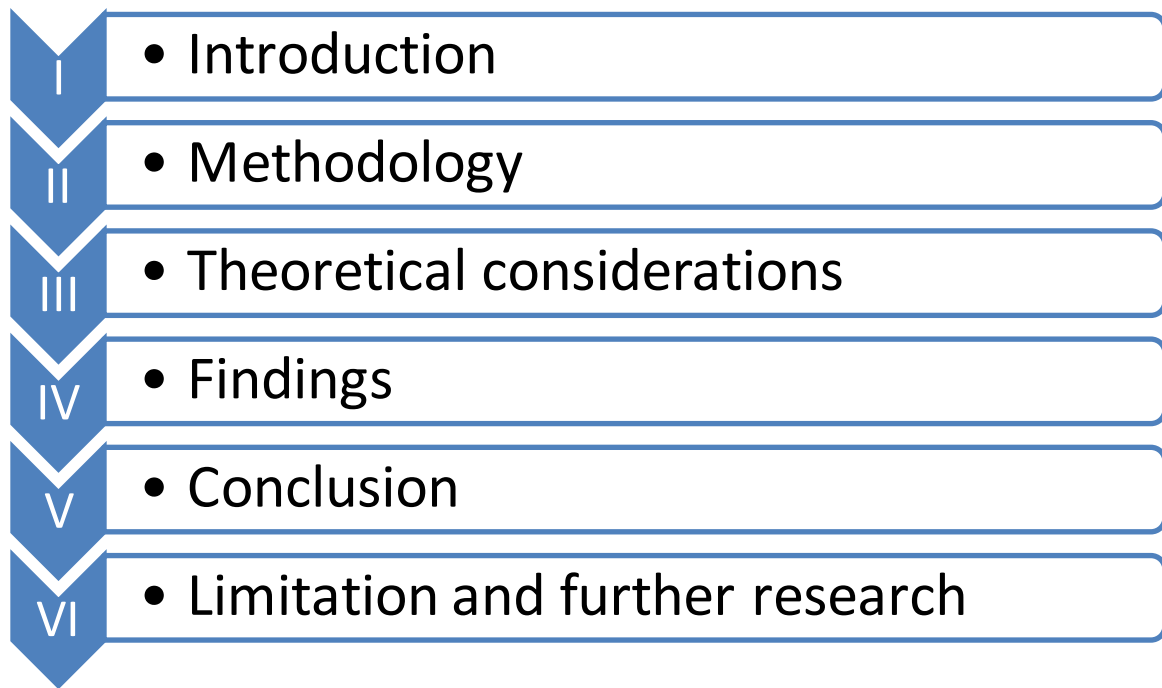 I
• Introduction
II
• Methodology
III
• Theoretical considerations
IV
• Findings
V
• Conclusion
VI
• Limitation and further research